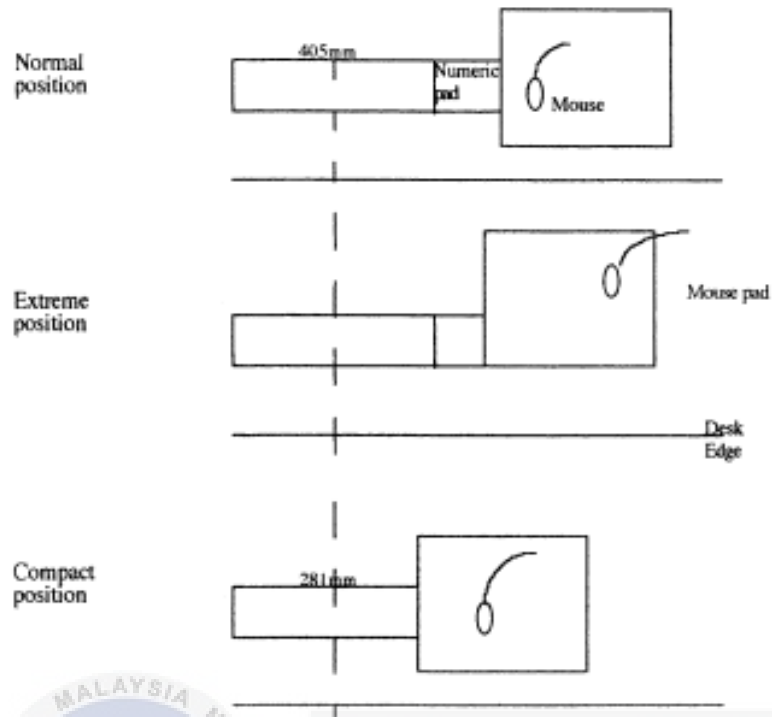 Normal
position
405mm
Numeric
pad
Mouse
Extreme
position
Mouse pad
Desk
Edge
Compact
position
281mm
MALAYSIA